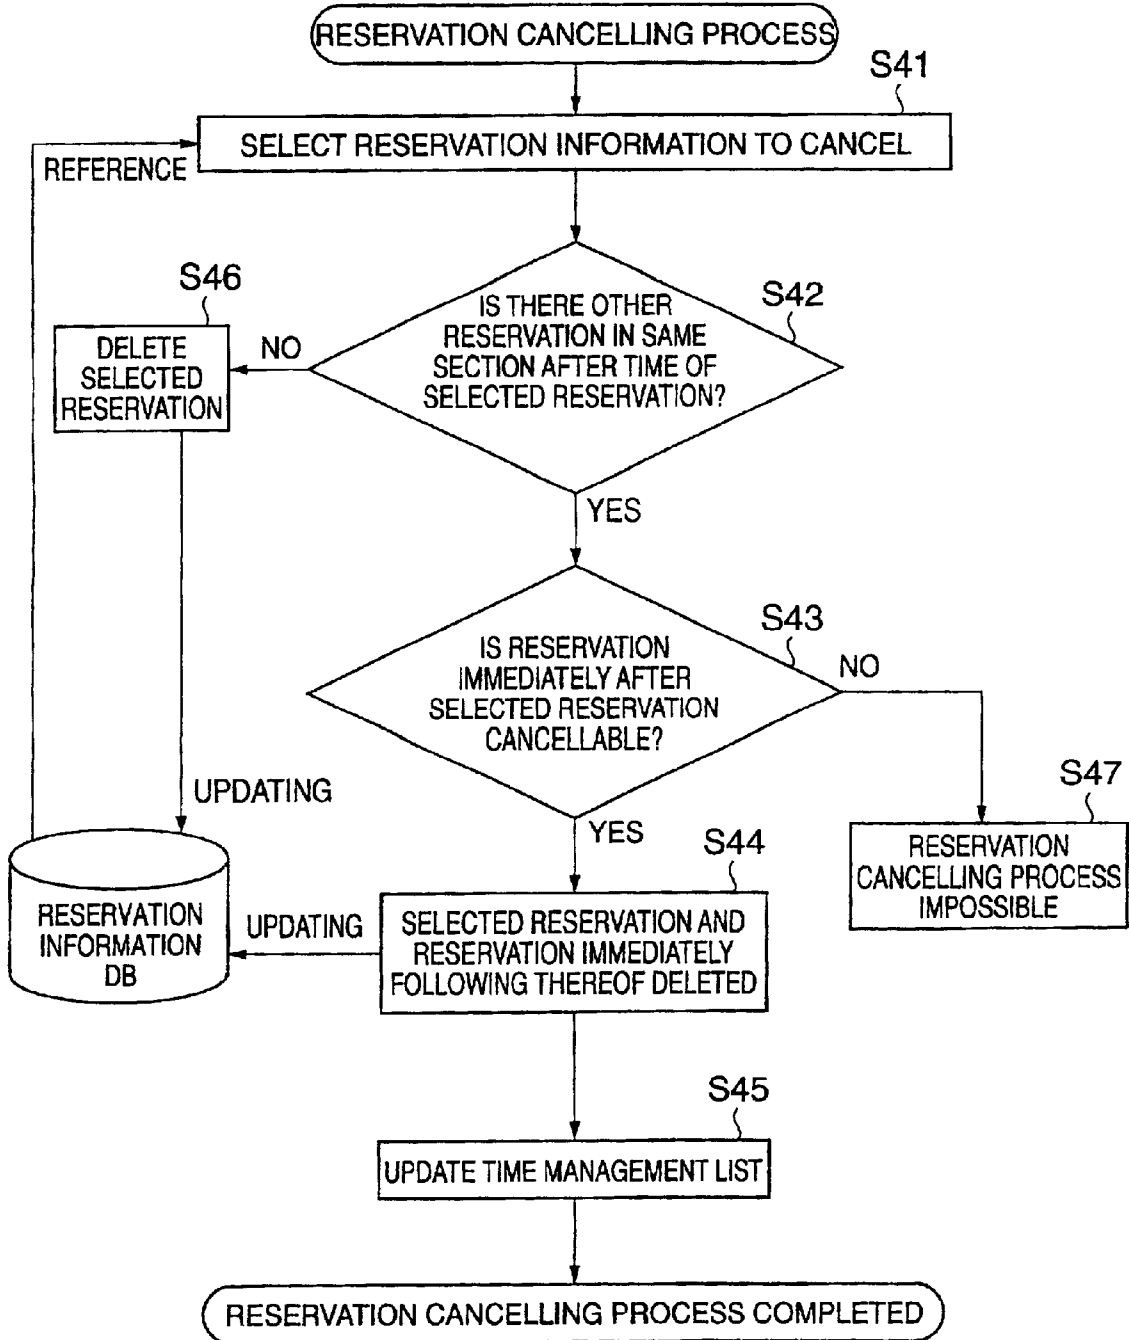 RESERVATION CANCELLING PROCESS
S41
SELECT RESERVATION INFORMATION TO CANCEL
REFERENCE
S46
DELETE
SELECTED
RESERVATION
NO
S42
IS THERE OTHER
RESERVATION IN SAME
SECTION AFTER TIME OF
SELECTED RESERVATION?
YES
S43
IS RESERVATION
IMMEDIATELY AFTER
SELECTED RESERVATION
CANCELLABLE?
NO
S47
RESERVATION
CANCELLING PROCESS
IMPOSSIBLE
UPDATING
YES
S44
SELECTED RESERVATION AND
RESERVATION IMMEDIATELY
FOLLOWING THEREOF DELETED
UPDATING
RESERVATION
INFORMATION
DB
S45
UPDATE TIME MANAGEMENT LIST
RESERVATION CANCELLING PROCESS COMPLETED